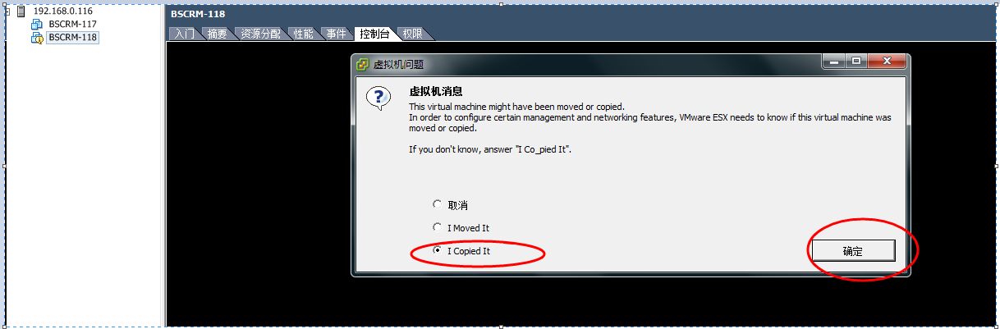 192.168.0.116
BSCRM-117
BSCRM-118
BSCRM-118
入门 摘要 资源分配 性能 事件 控制台 权限
虚拟机问题
虚拟机消息
This virtual machine might have been moved or copied.
In order to configure certain management and networking features, VMware ESX needs to know if this virtual machine was
moved or copied.
If you don't know, answer "I Co_pied It".
取消
I Moved It
I Copied It
确定